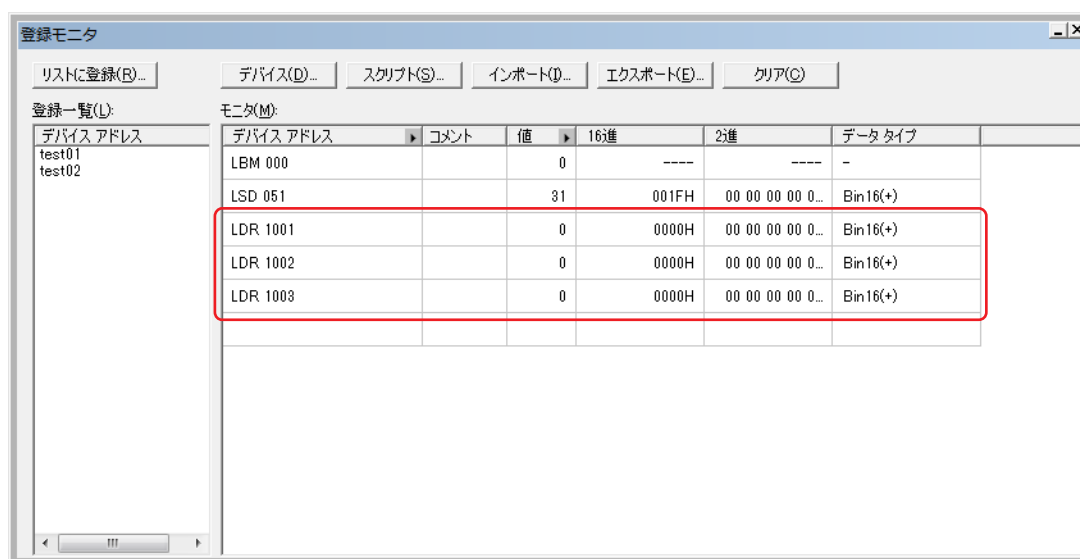 登録モニタ
リストに登録(R)... デバイス(D)... スクリプト(S)... インポート(I)... エクスポート(E)... クリア(C)
登録一覧(L): モニタ(M):
デバイス アドレス
test01
test02
デバイス アドレス コメント 値 16進 2進 データ タイプ
LBM 000 0 ---- ---- -
LSD 051 31 001FH 00 00 00 00 0... Bin16(+)
LDR 1001 0 0000H 00 00 00 00 0... Bin16(+)
LDR 1002 0 0000H 00 00 00 00 0... Bin16(+)
LDR 1003 0 0000H 00 00 00 00 0... Bin16(+)